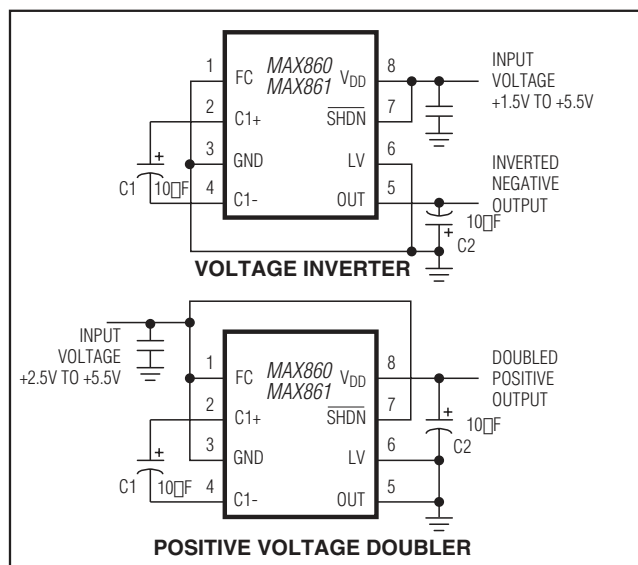 1 FC MAX860 V_DD 8 INPUT
MAX861 VOLTAGE
2 C1+ SHDN 7 +1.5V TO +5.5V
3 GND LV 6 INVERTED
NEGATIVE
OUTPUT
+
C1 10□F 4 C1- OUT 5
10□F
+
C2
VOLTAGE INVERTER
INPUT
VOLTAGE
+2.5V TO +5.5V
1 FC MAX860 V_DD 8 DOUBLED
MAX861 POSITIVE
OUTPUT
2 C1+ SHDN 7
+
10□F
C2
3 GND LV 6
+
C1 10□F 4 C1- OUT 5
POSITIVE VOLTAGE DOUBLER